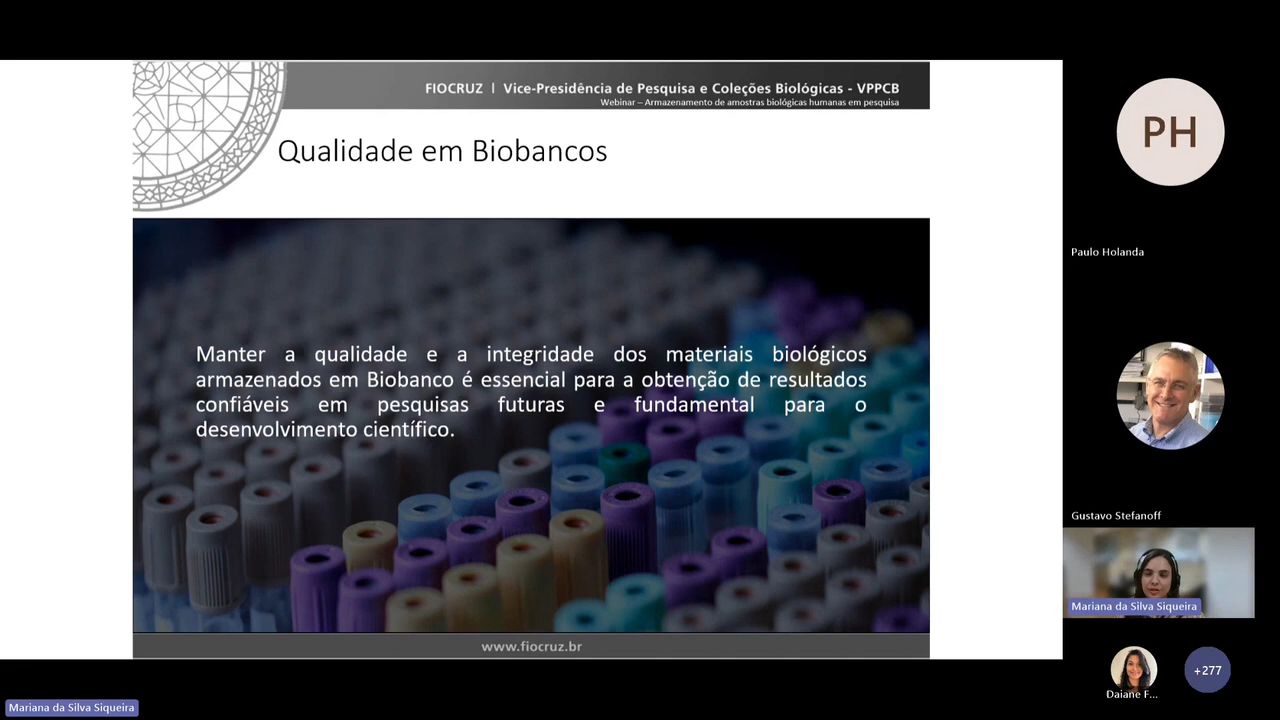 FIOCRUZ | Vice-Presidência de Pesquisa e Coleções Biológicas - VPPCB
Webinar – Armazenamento de amostras biológicas humanas em pesquisa
Qualidade em Biobancos
Manter a qualidade e a integridade dos materiais biológicos
armazenados em Biobanco é essencial para a obtenção de resultados
confiáveis em pesquisas futuras e fundamental para o
desenvolvimento científico.
www.fiocruz.br
PH
Paulo Holanda
Gustavo Stefanoff
Mariana da Silva Siqueira
Daiane F...
+277
Mariana da Silva Siqueira